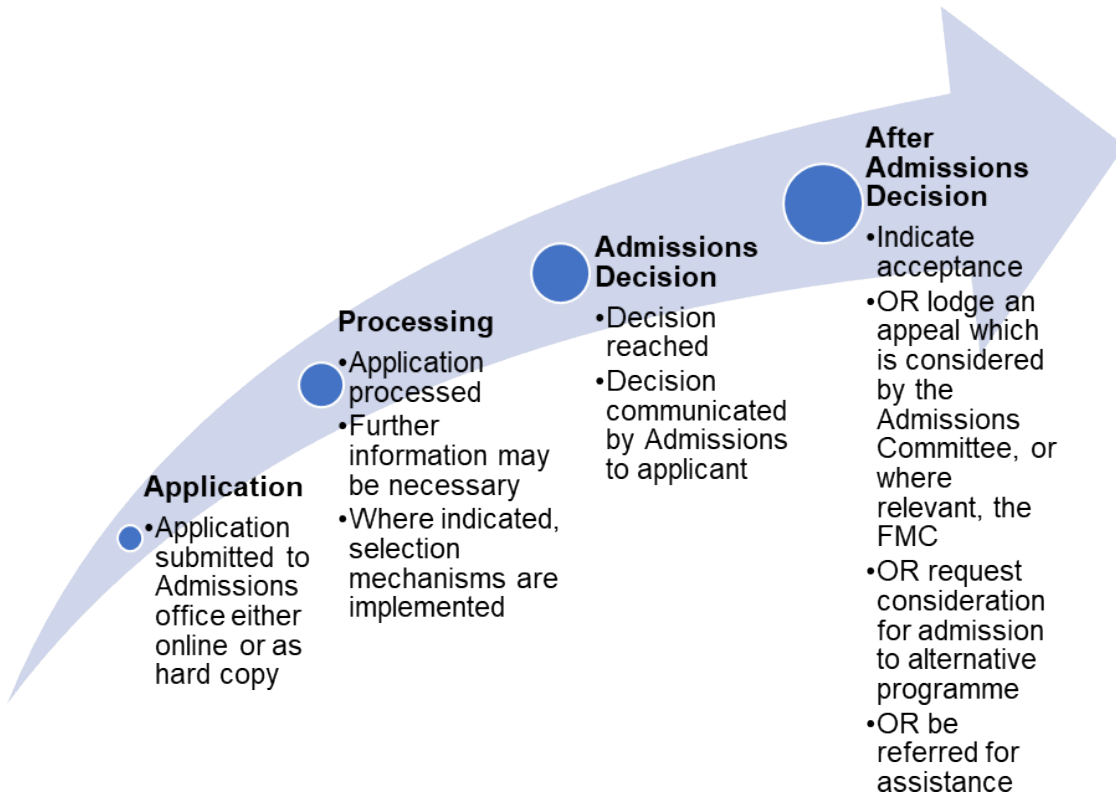 Application
•Application
submitted to
Admissions
office either
online or as
hard copy
Processing
•Application
processed
•Further
information may
be necessary
•Where indicated,
selection
mechanisms are
implemented
Admissions
Decision
•Decision
reached
•Decision
communicated
by Admissions
to applicant
After
Admissions
Decision
•Indicate
acceptance
•OR lodge an
appeal which
is considered
by the
Admissions
Committee, or
where
relevant, the
FMC
•OR request
consideration
for admission
to alternative
programme
•OR be
referred for
assistance